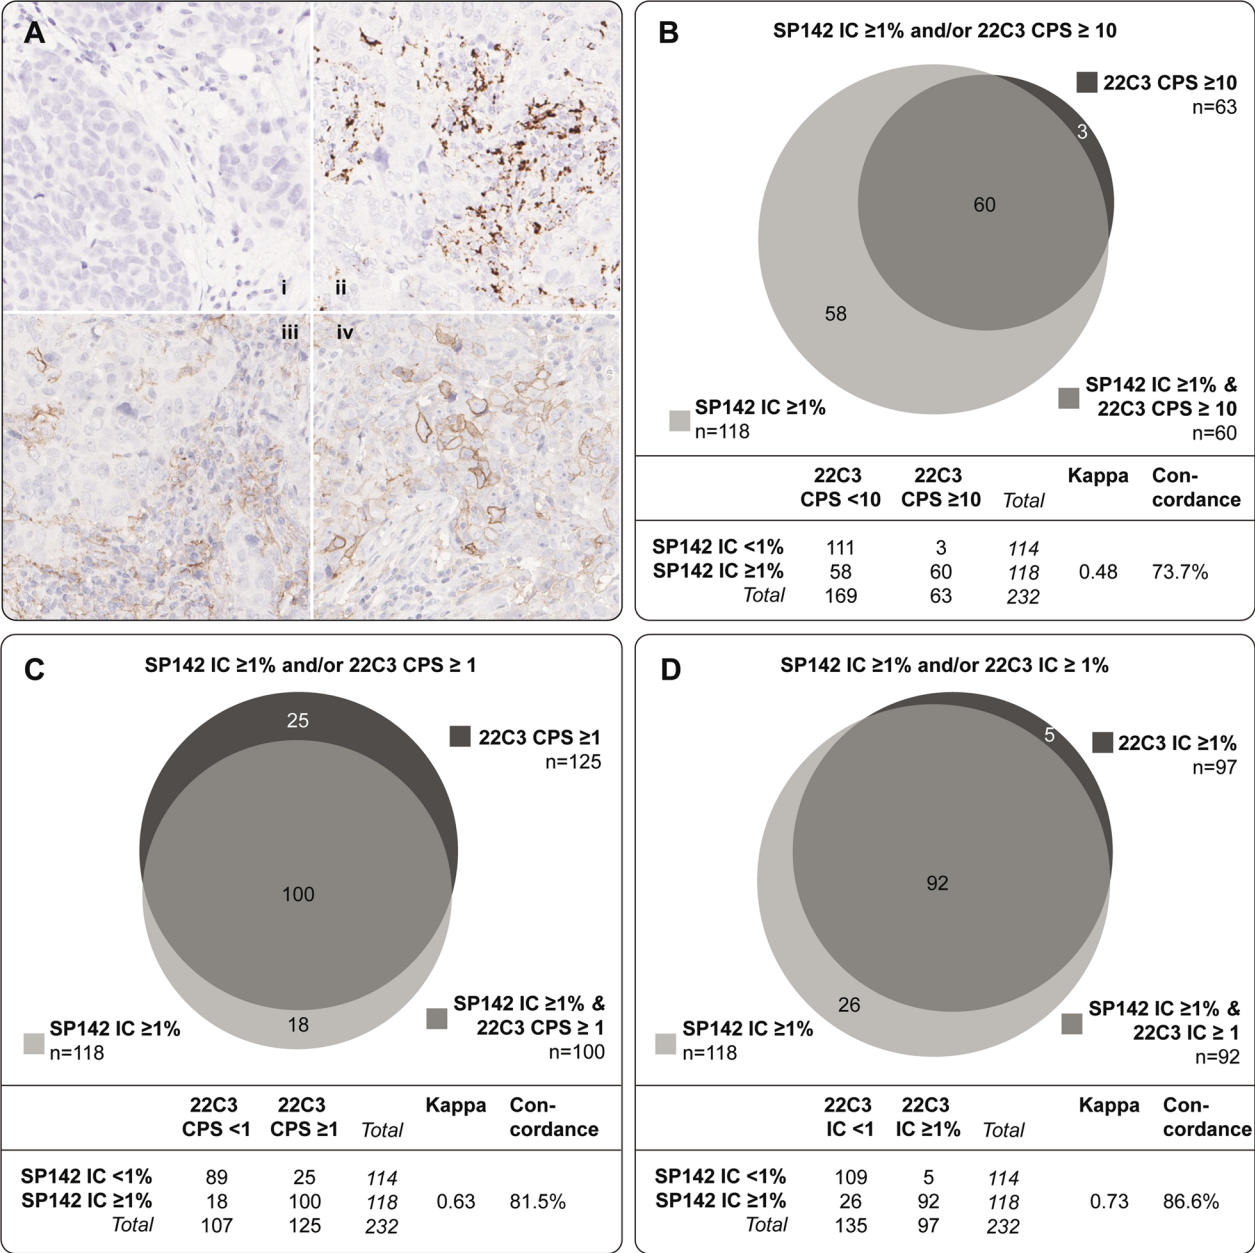 A
i
ii
iii
iv
B
SP142 IC ≥1% and/or 22C3 CPS ≥ 10
22C3 CPS ≥10
n=63
3
60
58
SP142 IC ≥1%
n=118
SP142 IC ≥1% &
22C3 CPS ≥ 10
n=60
22C3 22C3 Kappa Con-
CPS <10 CPS ≥10 Total cordance
SP142 IC <1% 111 3 114
SP142 IC ≥1% 58 60 118 0.48 73.7%
Total 169 63 232
C
SP142 IC ≥1% and/or 22C3 CPS ≥ 1
25
22C3 CPS ≥1
n=125
100
18
SP142 IC ≥1%
n=118
SP142 IC ≥1% &
22C3 CPS ≥ 1
n=100
22C3 22C3 Kappa Con-
CPS <1 CPS ≥1 Total cordance
SP142 IC <1% 89 25 114
SP142 IC ≥1% 18 100 118 0.63 81.5%
Total 107 125 232
D
SP142 IC ≥1% and/or 22C3 IC ≥ 1%
5
22C3 IC ≥1%
n=97
92
26
SP142 IC ≥1%
n=118
SP142 IC ≥1% &
22C3 IC ≥ 1
n=92
22C3 22C3 Kappa Con-
IC <1 IC ≥1% Total cordance
SP142 IC <1% 109 5 114
SP142 IC ≥1% 26 92 118 0.73 86.6%
Total 135 97 232